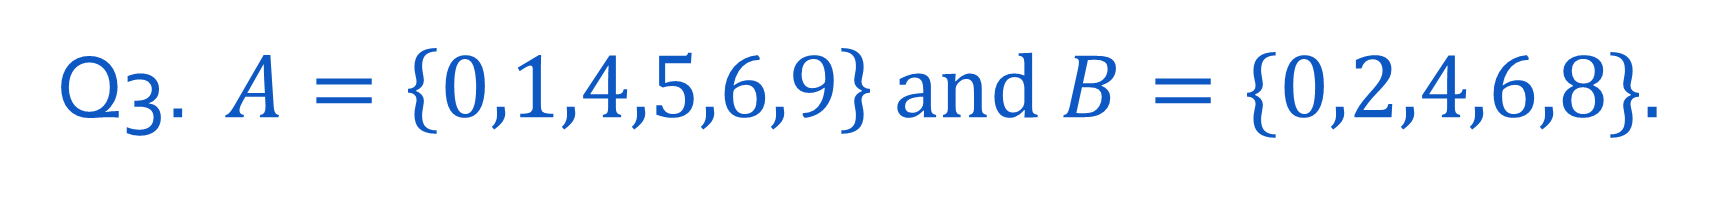 Q3. A = {0,1,4,5,6,9} and B = {0,2,4,6,8}.